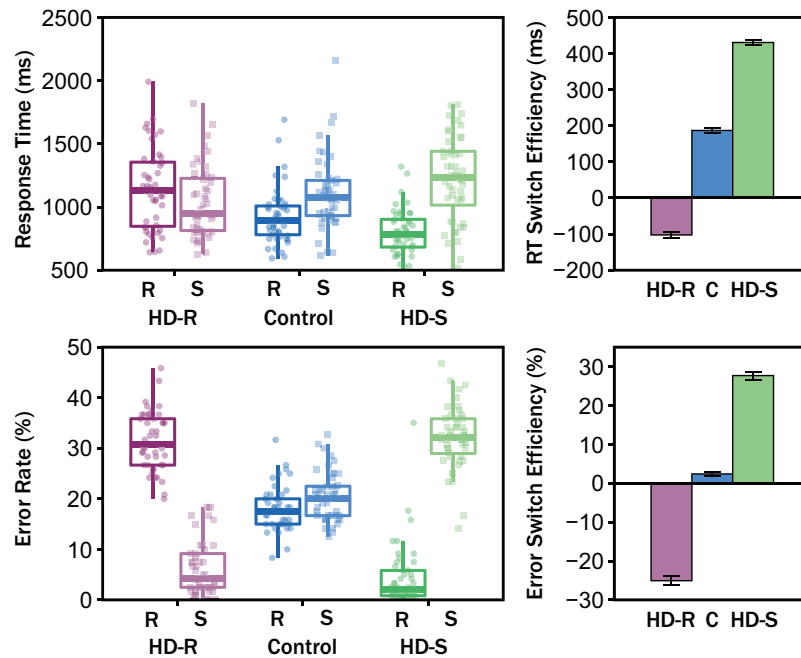 Response Time (ms)
2500
2000
1500
1000
500
R S R S R S
HD-R Control HD-S
RT Switch Efficiency (ms)
500
400
300
200
100
0
−100
−200
HD-R C HD-S
Error Rate (%)
50
40
30
20
10
0
R S R S R S
HD-R Control HD-S
Error Switch Efficiency (%)
30
20
10
0
−10
−20
−30
HD-R C HD-S